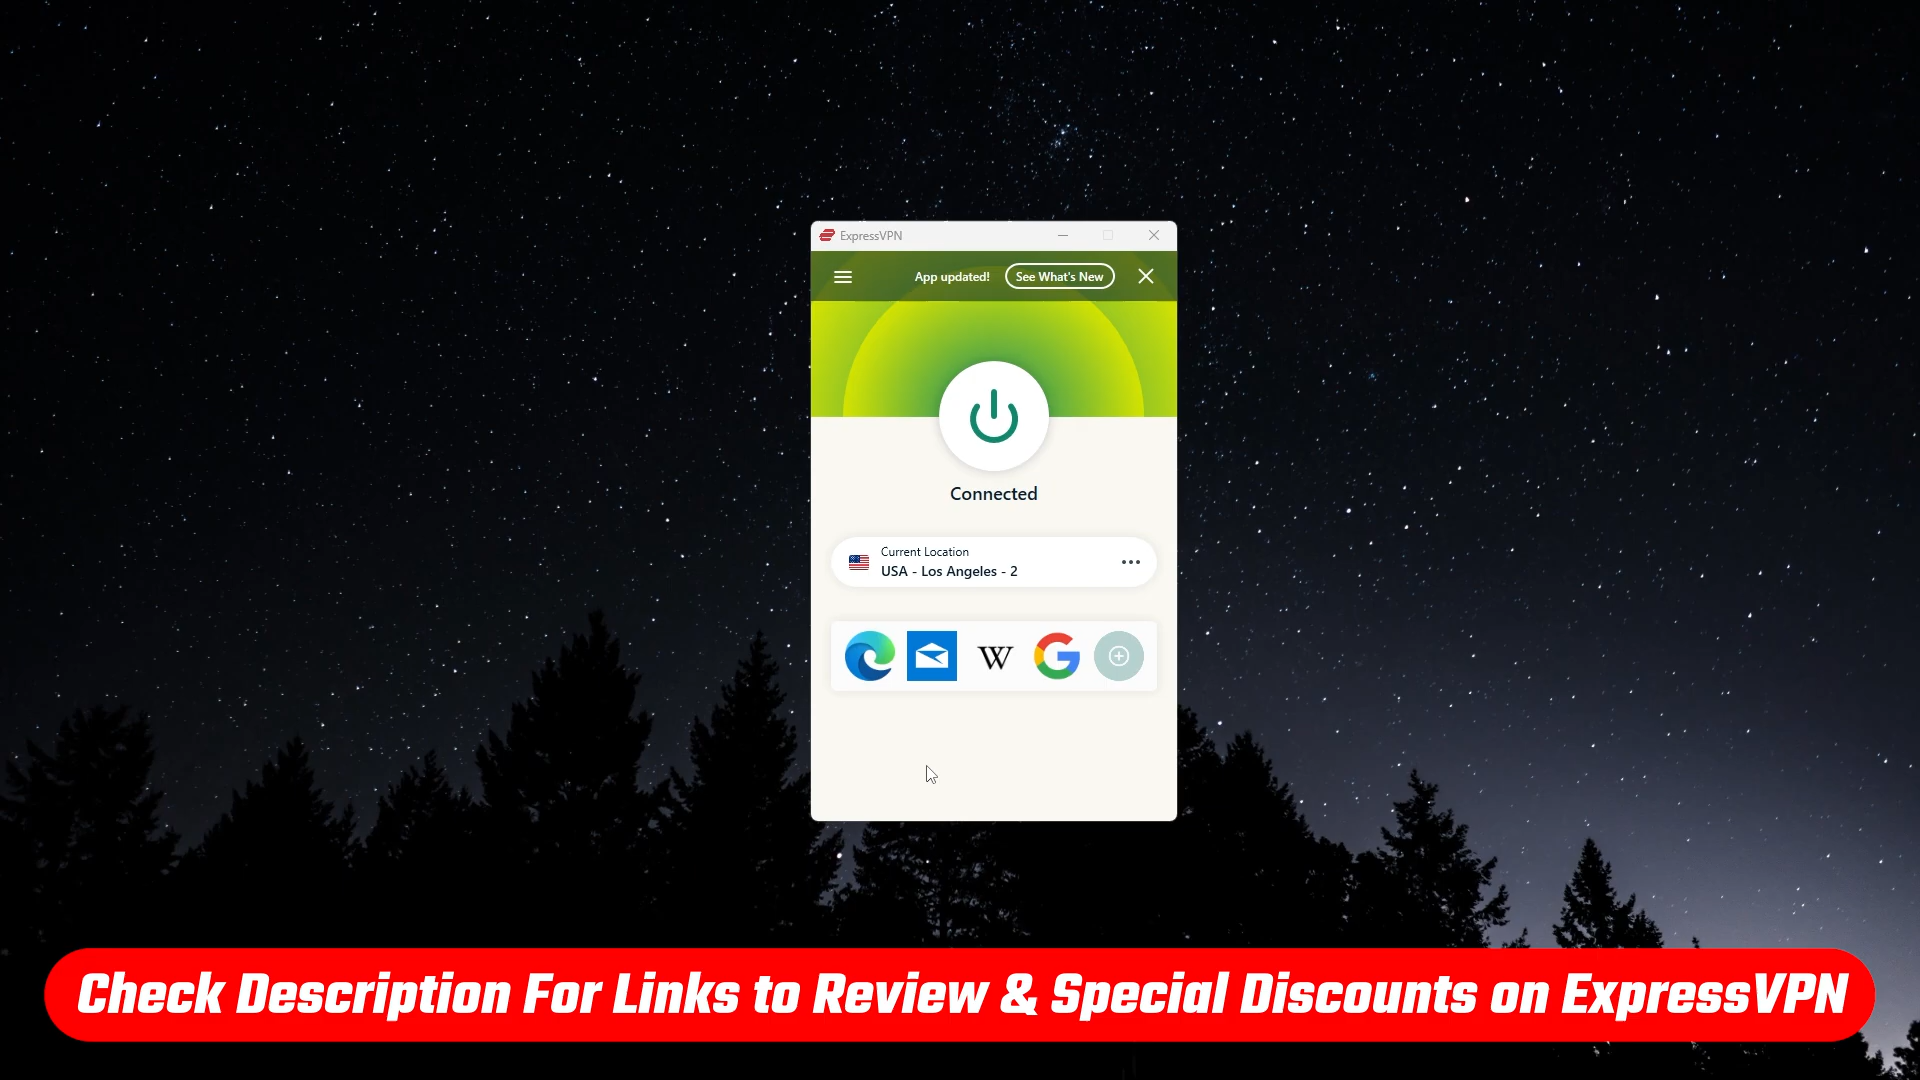 ExpressVPN
App updated!
See What's New
Connected
Current Location
USA - Los Angeles - 2
W
G
Check Description For Links to Review & Special Discounts on ExpressVPN